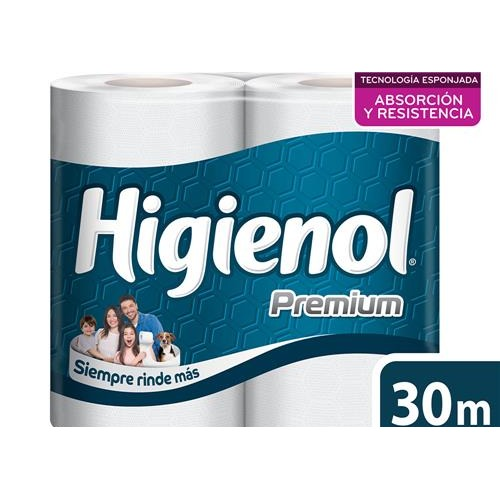 TECNOLOGÍA ESPONJADA
ABSORCIÓN
Y RESISTENCIA
Higienol®
Premium
Siempre rinde más
30m